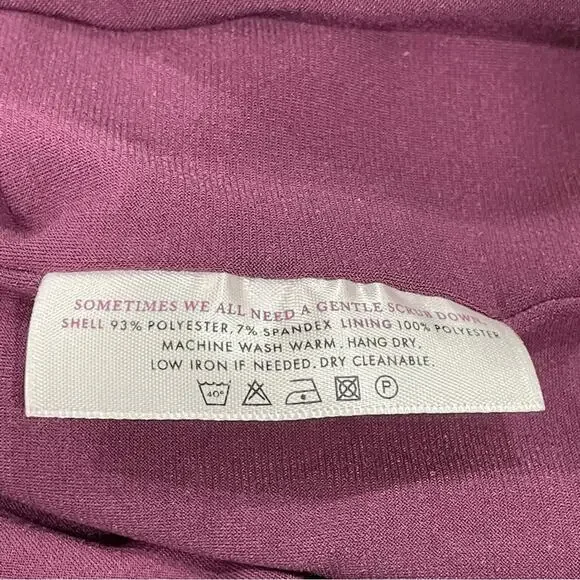 SOMETIMES WE ALL NEED A GENTLE SCRUB DOWN
SHELL 93% POLYESTER, 7% SPANDEX LINING 100% POLYESTER
MACHINE WASH WARM. HANG DRY.
LOW IRON IF NEEDED. DRY CLEANABLE.
40° P